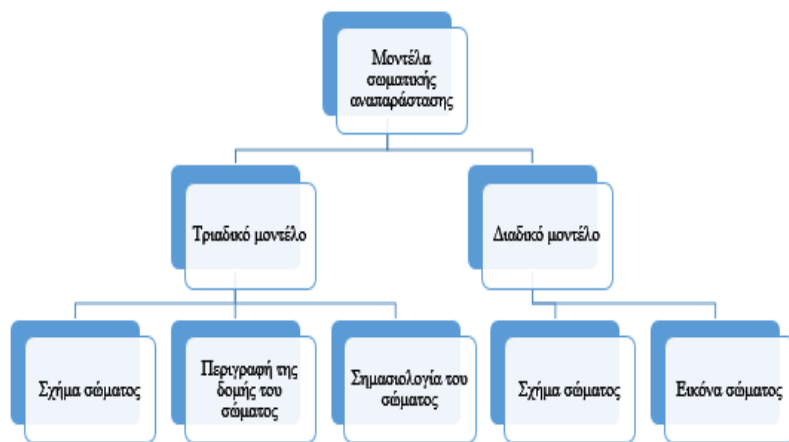 Μοντέλα
σωματικής
αναπαράστασης
Τριαδικό μοντέλο
Διαδικό μοντέλο
Σχήμα σώματος
Περιγραφή της
δομής του
σώματος
Σημασιολογία του
σώματος
Σχήμα σώματος
Εικόνα σώματος